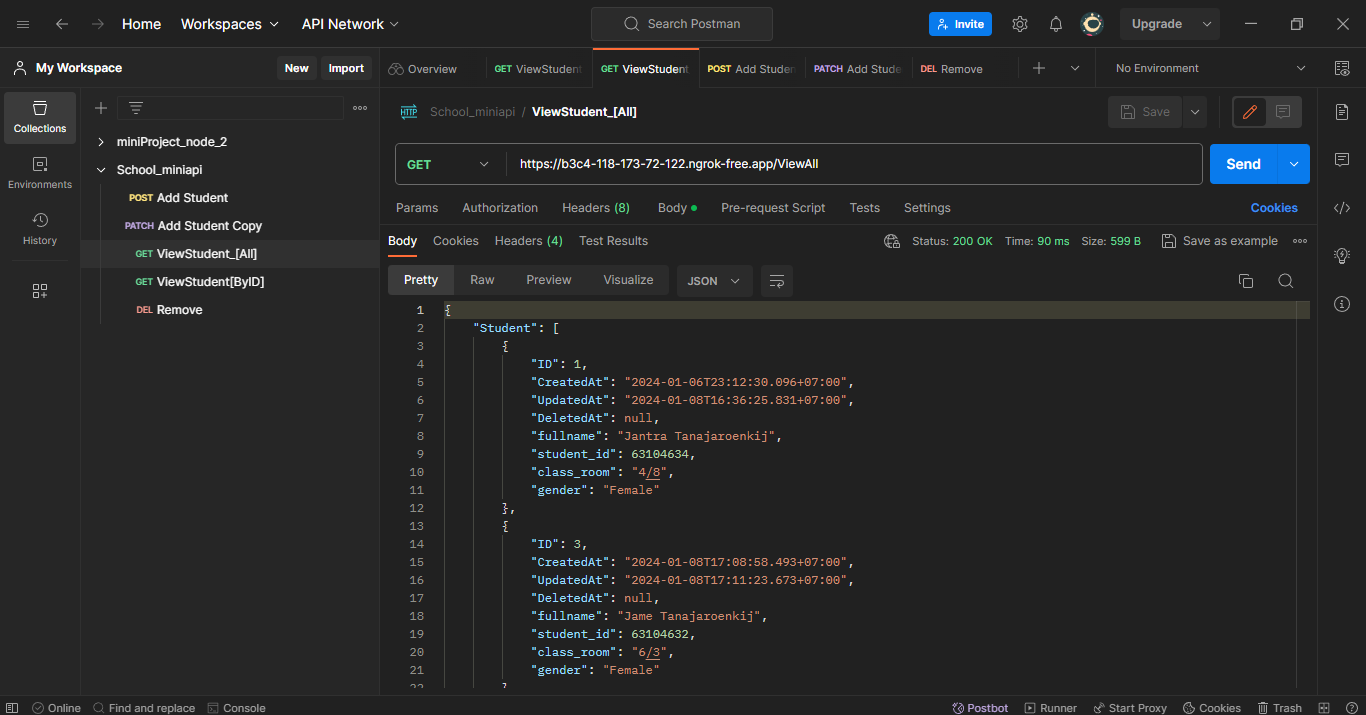 Home Workspaces API Network Search Postman Invite Upgrade
My Workspace New Import Overview GET ViewStudent GET ViewStudent POST Add Studen PATCH Add Stude DEL Remove No Environment
Collections
Environments
History
miniProject_node_2
School_miniapi
POST Add Student
PATCH Add Student Copy
GET ViewStudent_[All]
GET ViewStudent[ByID]
DEL Remove
HTTP School_miniapi / ViewStudent_[All] Save
GET https://b3c4-118-173-72-122.ngrok-free.app/ViewAll Send
Params Authorization Headers (8) Body Pre-request Script Tests Settings Cookies
Body Cookies Headers (4) Test Results Status: 200 OK Time: 90 ms Size: 599 B Save as example
Pretty Raw Preview Visualize JSON
1 {
2 "Student": [
3 {
4 "ID": 1,
5 "CreatedAt": "2024-01-06T23:12:30.096+07:00",
6 "UpdatedAt": "2024-01-08T16:36:25.831+07:00",
7 "DeletedAt": null,
8 "fullname": "Jantra Tanajaroenkij",
9 "student_id": 63104634,
10 "class_room": "4/8",
11 "gender": "Female"
12 },
13 {
14 "ID": 3,
15 "CreatedAt": "2024-01-08T17:08:58.493+07:00",
16 "UpdatedAt": "2024-01-08T17:11:23.673+07:00",
17 "DeletedAt": null,
18 "fullname": "Jame Tanajaroenkij",
19 "student_id": 63104632,
20 "class_room": "6/3",
21 "gender": "Female"
22 }
Online Find and replace Console Postbot Runner Start Proxy Cookies Trash